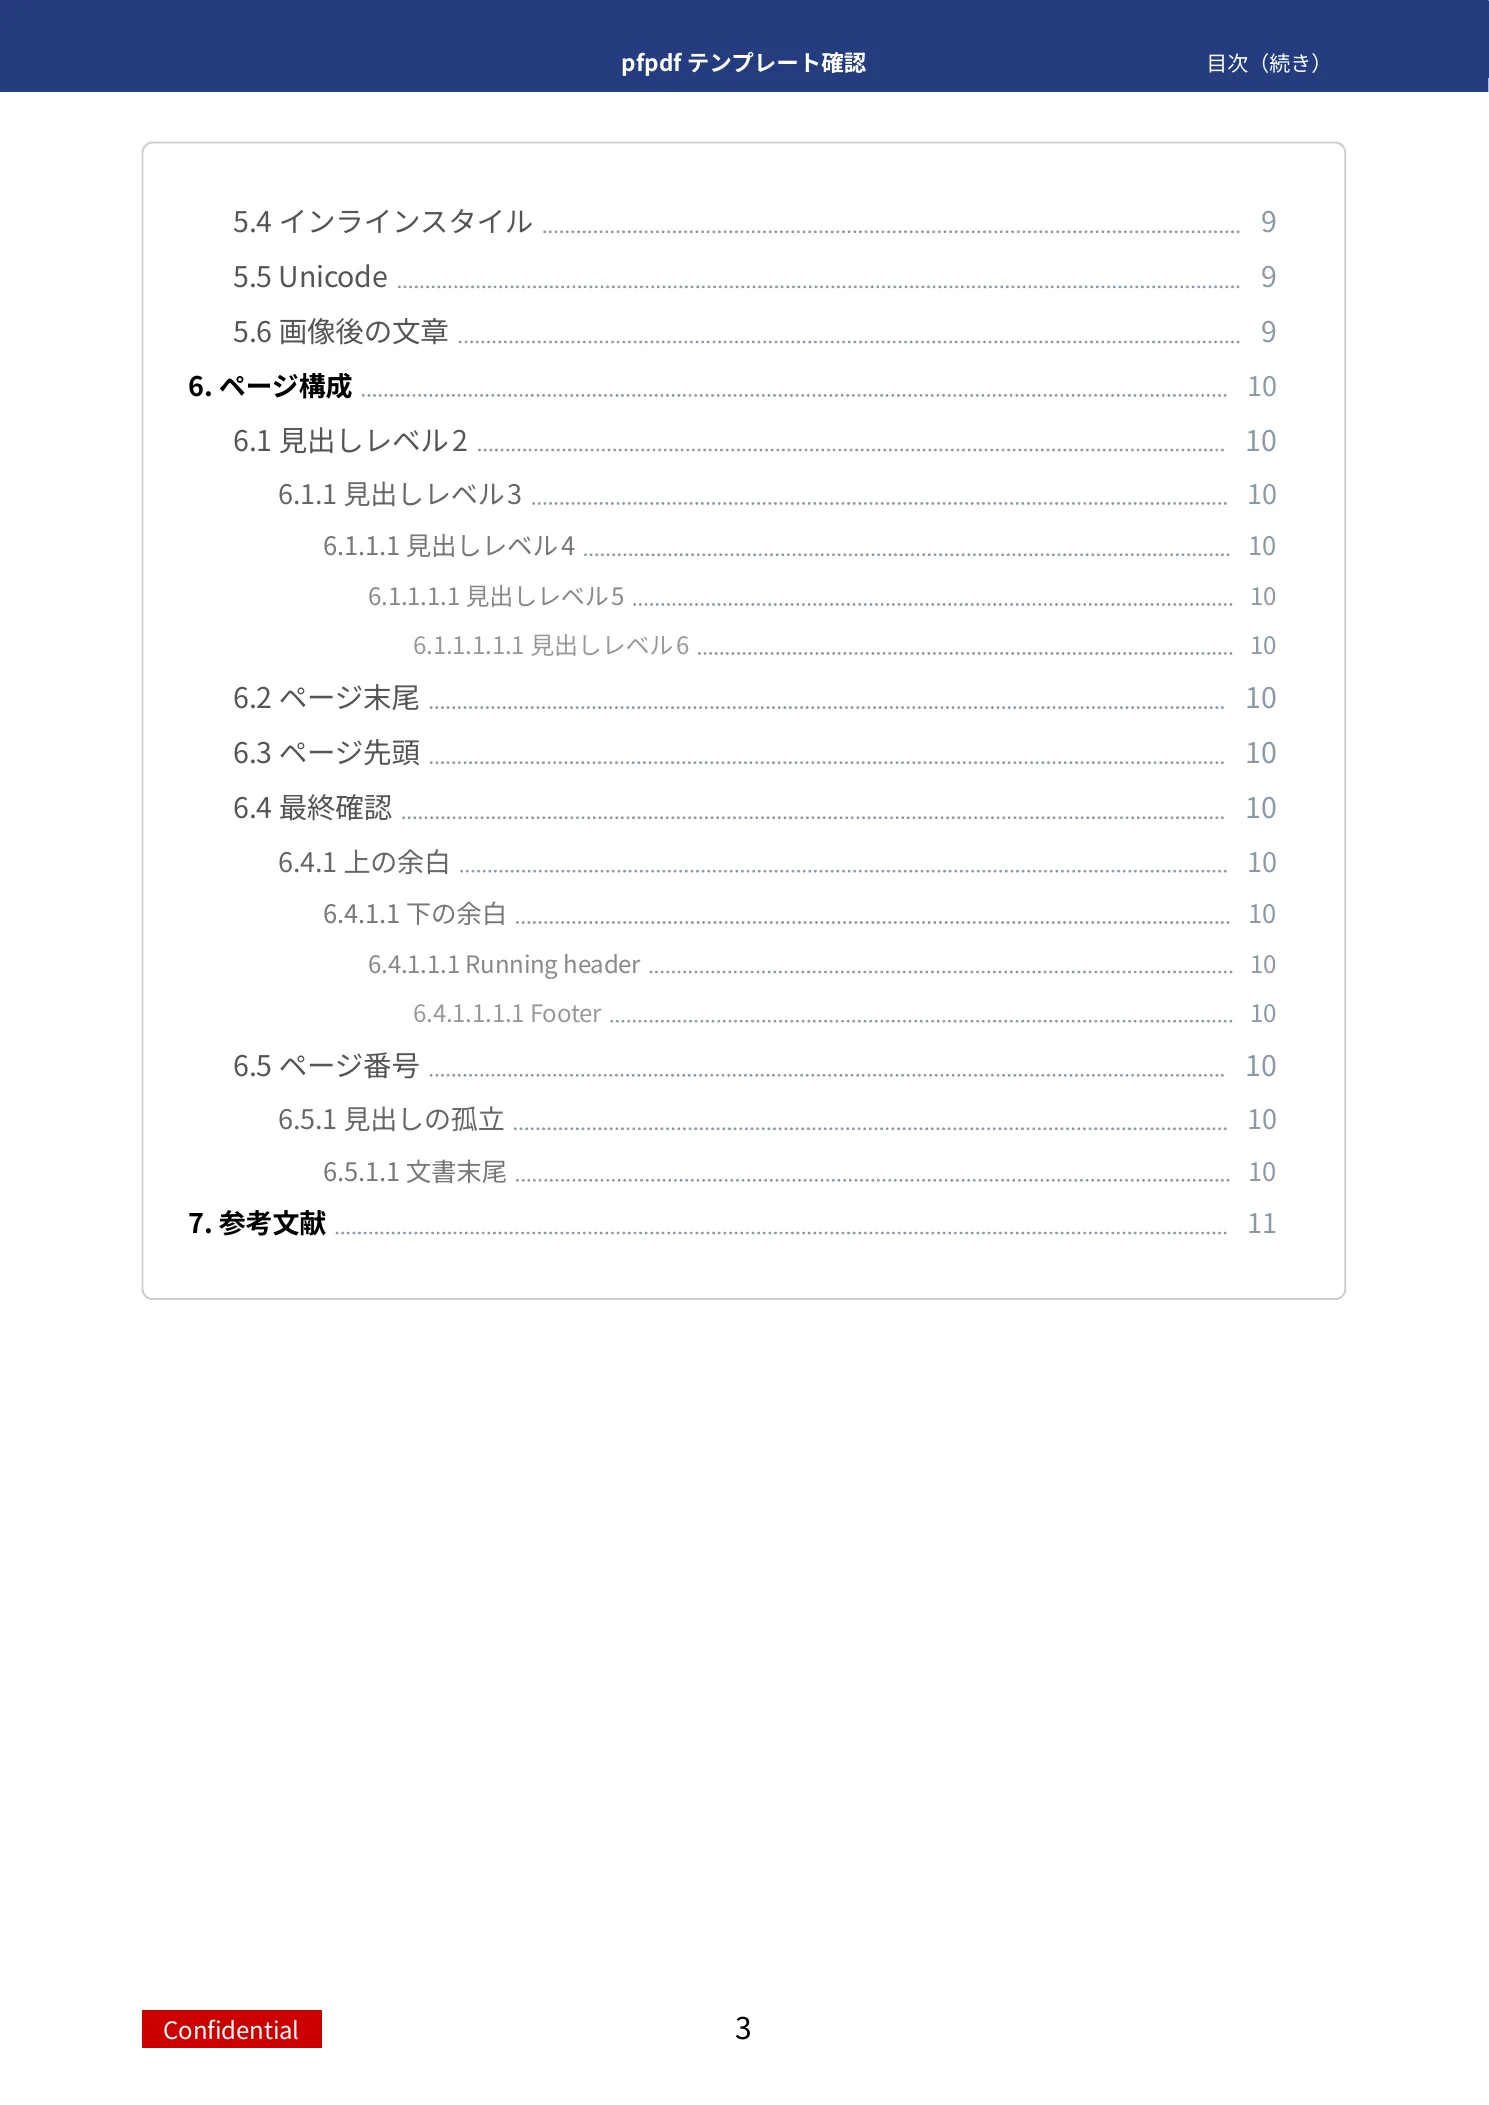 pfpdf テンプレート確認
目次（続き）
5.4 インラインスタイル 9
5.5 Unicode 9
5.6 画像後の文章 9
6. ページ構成 10
6.1 見出しレベル2 10
6.1.1 見出しレベル3 10
6.1.1.1 見出しレベル4 10
6.1.1.1.1 見出しレベル5 10
6.1.1.1.1.1 見出しレベル6 10
6.2 ページ末尾 10
6.3 ページ先頭 10
6.4 最終確認 10
6.4.1 上の余白 10
6.4.1.1 下の余白 10
6.4.1.1.1 Running header 10
6.4.1.1.1.1 Footer 10
6.5 ページ番号 10
6.5.1 見出しの孤立 10
6.5.1.1 文書末尾 10
7. 参考文献 11
Confidential
3